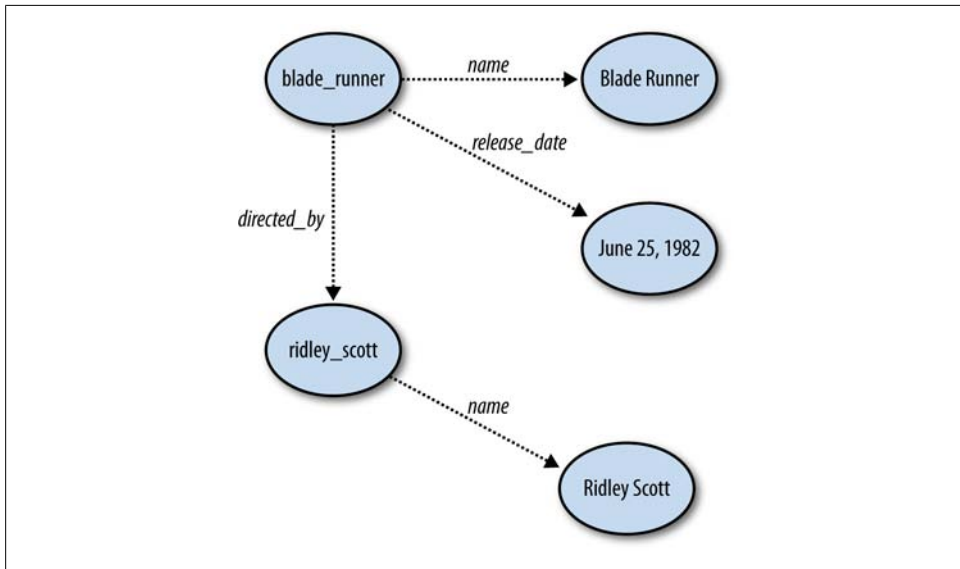 blade_runner
name
Blade Runner
release_date
directed_by
June 25, 1982
ridley_scott
name
Ridley Scott